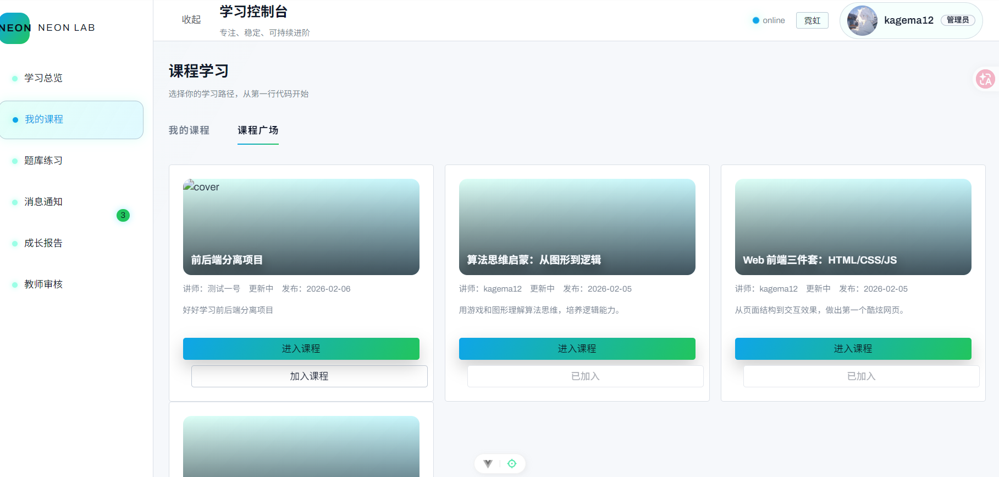 NEON NEON LAB
学习总览
我的课程
题库练习
消息通知
3
成长报告
教师审核
收起
学习控制台
专注、稳定、可持续进阶
online
霓虹
kagema12
管理员
课程学习
选择你的学习路径，从第一行代码开始
我的课程 课程广场
cover
前后端分离项目
讲师：测试一号 更新中 发布：2026-02-06
好好学习前后端分离项目
进入课程
加入课程
算法思维启蒙：从图形到逻辑
讲师：kagema12 更新中 发布：2026-02-05
用游戏和图形理解算法思维，培养逻辑能力。
进入课程
已加入
Web 前端三件套：HTML/CSS/JS
讲师：kagema12 更新中 发布：2026-02-05
从页面结构到交互效果，做出第一个酷炫网页。
进入课程
已加入